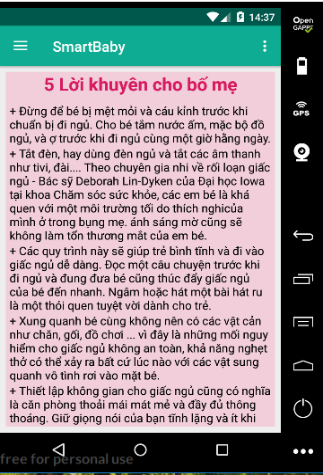 14:37
Open
GAPPS
SmartBaby
5 Lời khuyên cho bố mẹ
GPS
+ Đừng để bé bị mệt mỏi và cáu kỉnh trước khi
chuẩn bị đi ngủ. Cho bé tắm nước ấm, mặc bộ đồ
ngủ, và ợ trước khi đi ngủ cùng một giờ hằng ngày.
+ Tắt đèn, hay dùng đèn ngủ và tắt các âm thanh
như tivi, đài.... Theo chuyên gia nhi về rối loạn giấc
ngủ - Bác sỹ Deborah Lin-Dyken của Đại học Iowa
tại khoa Chăm sóc sức khỏe, các em bé là khá
quen với một môi trường tối do thích nghicủa
mình ở trong bụng mẹ. ánh sáng mờ cũng sẽ
không làm tổn thương mắt của em bé.
+ Các quy trình này sẽ giúp trẻ bình tĩnh và đi vào
giấc ngủ dễ dàng. Đọc một câu chuyện trước khi
đi ngủ và đung đưa bé cũng thúc đẩy giấc ngủ
của bé đến nhanh. Ngâm hoặc hát một bài hát ru
là một thói quen tuyệt vời dành cho trẻ.
+ Xung quanh bé cùng không nên có các vật cản
như chăn, gối, đồ chơi ... vì đây là những mối nguy
hiểm cho giấc ngủ không an toàn, khả năng nghẹt
thở có thể xảy ra bất cứ lúc nào với các vật sung
quanh vô tình rơi vào mặt bé.
+ Thiết lập không gian cho giấc ngủ cũng có nghĩa
là căn phòng thoải mái mát mẻ và đầy đủ thông
thoáng. Giữ giọng nói của bạn tĩnh lặng và ít khi
free for personal use